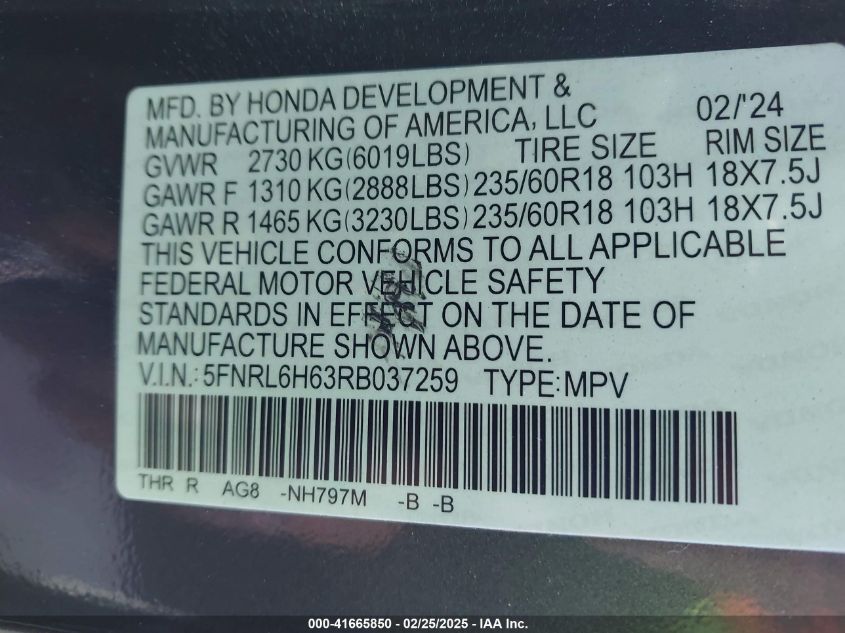 MFD. BY HONDA DEVELOPMENT &
MANUFACTURING OF AMERICA, LLC 02/'24
GVWR 2730 KG(6019LBS) TIRE SIZE RIM SIZE
GAWR F 1310 KG(2888LBS) 235/60R18 103H 18X7.5J
GAWR R 1465 KG(3230LBS) 235/60R18 103H 18X7.5J
THIS VEHICLE CONFORMS TO ALL APPLICABLE
FEDERAL MOTOR VEHICLE SAFETY
STANDARDS IN EFFECT ON THE DATE OF
MANUFACTURE SHOWN ABOVE.
V.I.N.: 5FNRL6H63RB037259 TYPE:MPV
THR R AG8 -NH797M -B -B
000-41665850 - 02/25/2025 - IAA Inc.